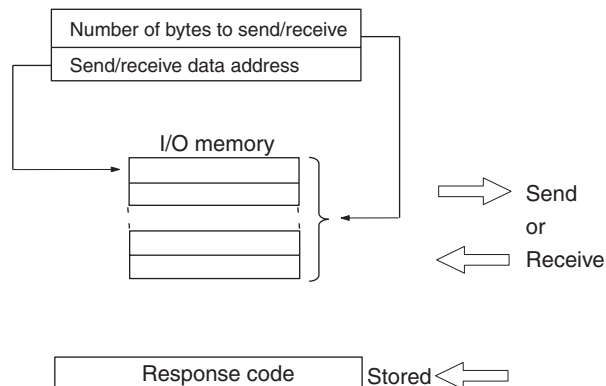 Number of bytes to send/receive
Send/receive data address
I/O memory
Send
or
Receive
Response code
Stored